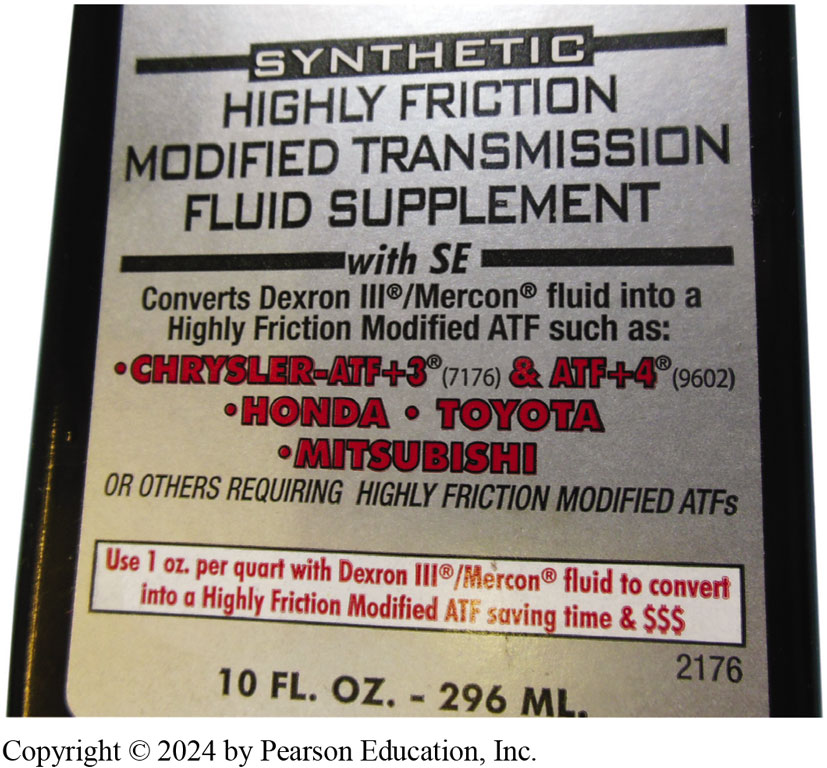 SYNTHETIC
HIGHLY FRICTION
MODIFIED TRANSMISSION
FLUID SUPPLEMENT
with SE
Converts Dexron III®/Mercon® fluid into a
Highly Friction Modified ATF such as:
•CHRYSLER-ATF+3®(7176) & ATF+4®(9602)
•HONDA • TOYOTA
•MITSUBISHI
OR OTHERS REQUIRING HIGHLY FRICTION MODIFIED ATFs
Use 1 oz. per quart with Dexron III®/Mercon® fluid to convert
into a Highly Friction Modified ATF saving time & $$$
2176
10 FL. OZ. - 296 ML.
Copyright © 2024 by Pearson Education, Inc.